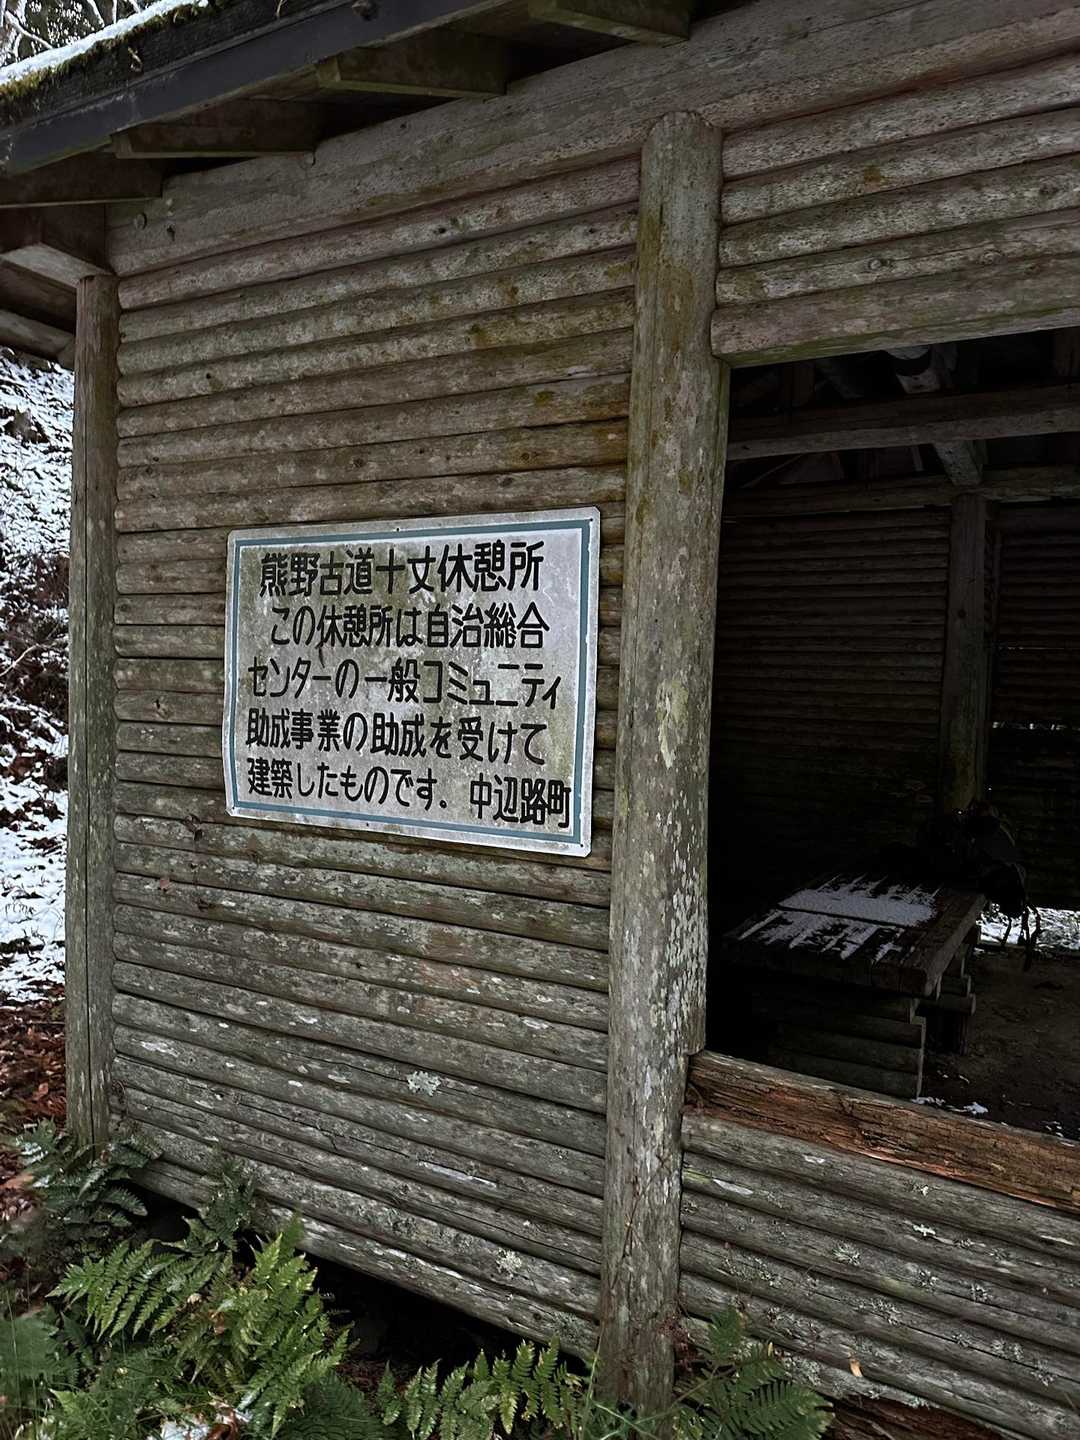 熊野古道十丈休憩所
この休憩所は自治総合
センターの一般コミュニティ
助成事業の助成を受けて
建築したものです. 中辺路町